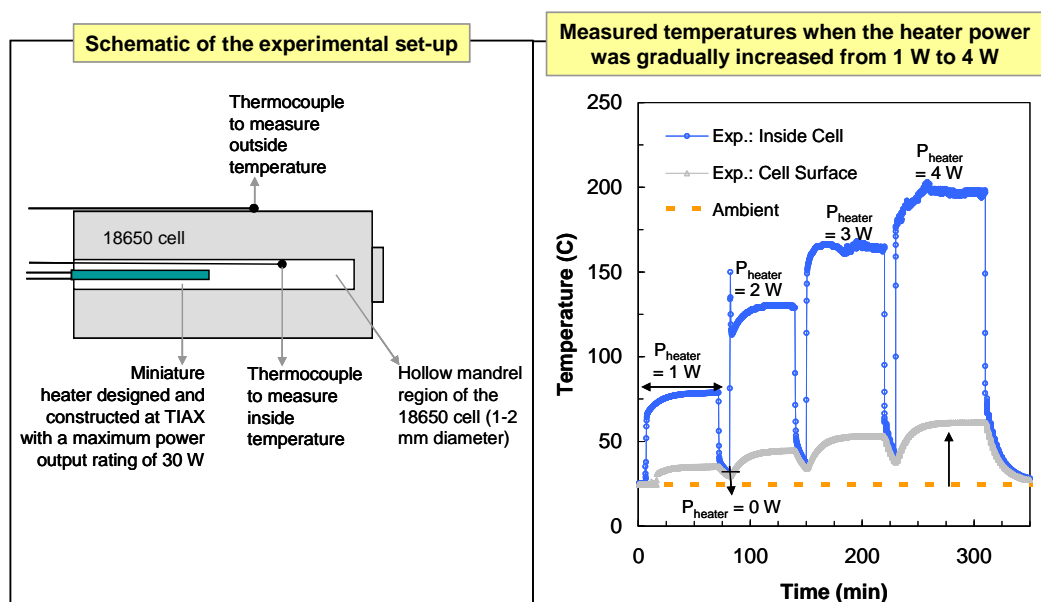 Schematic of the experimental set-up
Thermocouple
to measure
outside
temperature
18650 cell
Miniature
heater designed and
constructed at TIAX
with a maximum power
output rating of 30 W
Thermocouple
to measure
inside
temperature
Hollow mandrel
region of the
18650 cell (1-2
mm diameter)
Measured temperatures when the heater power
was gradually increased from 1 W to 4 W
250
200
150
100
50
0
Temperature (C)
Exp.: Inside Cell
Exp.: Cell Surface
Ambient
Pheater
= 1 W
Pheater
= 2 W
Pheater
= 3 W
Pheater
= 4 W
Pheater = 0 W
0
100
200
300
Time (min)